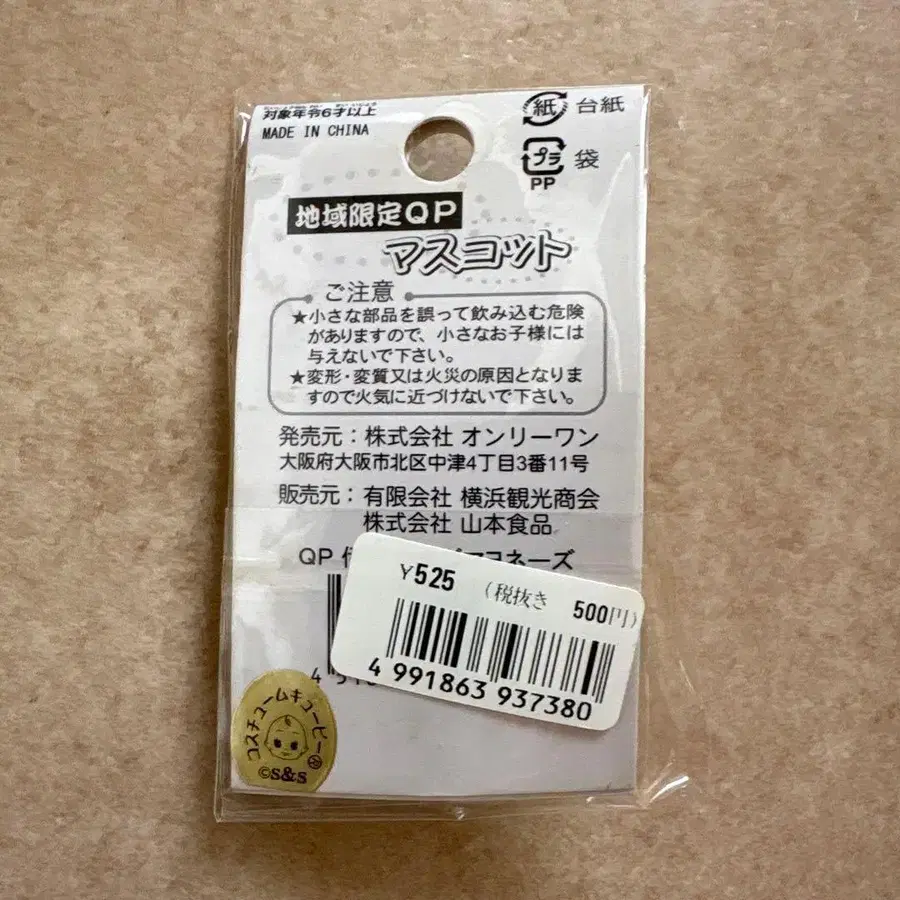 対象年令6才以上
MADE IN CHINA
紙 台紙
プラ 袋
PP
地域限定QP
マスコット
ご注意
★小さな部品を誤って飲み込む危険
がありますので、小さなお子様には
与えないで下さい。
★変形・変質又は火災の原因となりま
すので火気に近づけないで下さい。
発売元:株式会社 オンリーワン
大阪府大阪市北区中津4丁目3番11号
販売元:有限会社 横浜観光商会
株式会社 山本食品
QP
マヨネーズ
¥525 (税抜き 500円)
4 991863 937380
コスチュームキューピー
©S&S